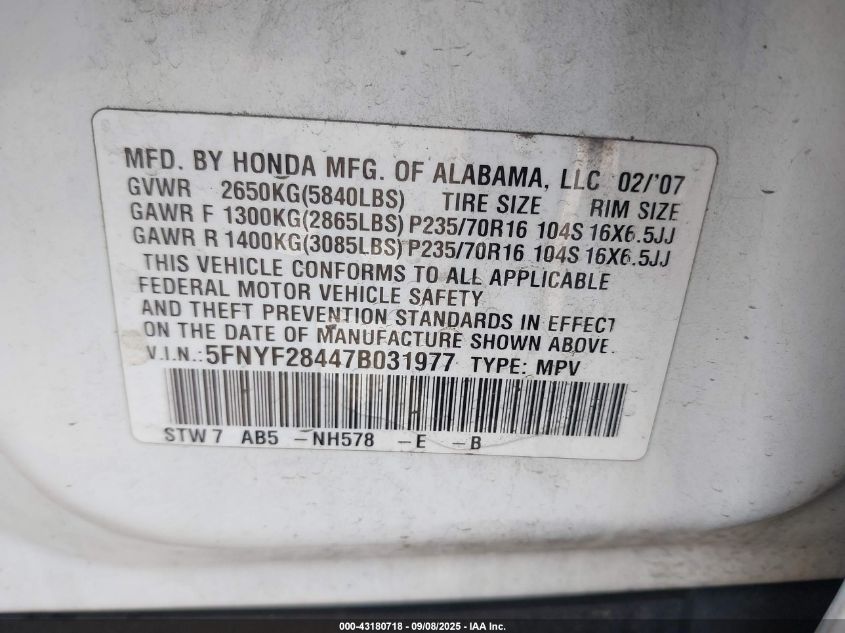 MFD. BY HONDA MFG. OF ALABAMA, LLC 02/'07
GVWR 2650KG(5840LBS) TIRE SIZE RIM SIZE
GAWR F 1300KG(2865LBS) P235/70R16 104S 16X6.5JJ
GAWR R 1400KG(3085LBS) P235/70R16 104S 16X6.5JJ
THIS VEHICLE CONFORMS TO ALL APPLICABLE
FEDERAL MOTOR VEHICLE SAFETY
AND THEFT PREVENTION STANDARDS IN EFFECT
ON THE DATE OF MANUFACTURE SHOWN ABOVE.
V.I.N.: 5FNYF28447B031977 TYPE: MPV
STW7 AB5 -NH578 -E -B
000-43180718 - 09/08/2025 - IAA Inc.